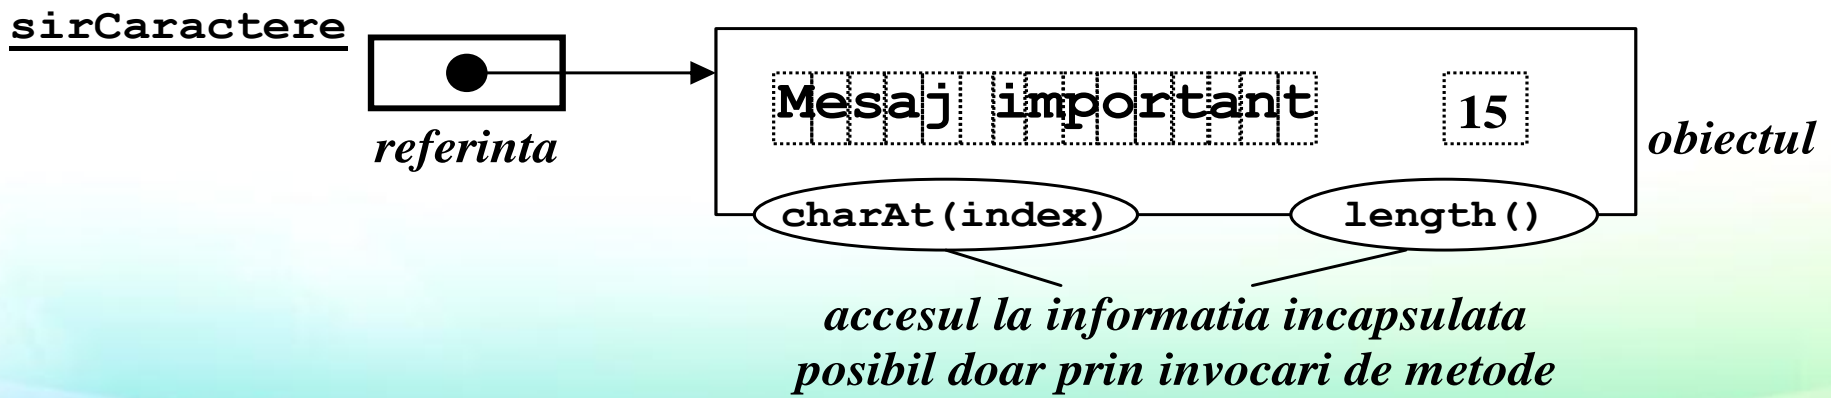 sirCaractere
Mesaj important
15
referinta
obiectul
charAt(index)
length()
accesul la informatia incapsulata
posibil doar prin invocari de metode